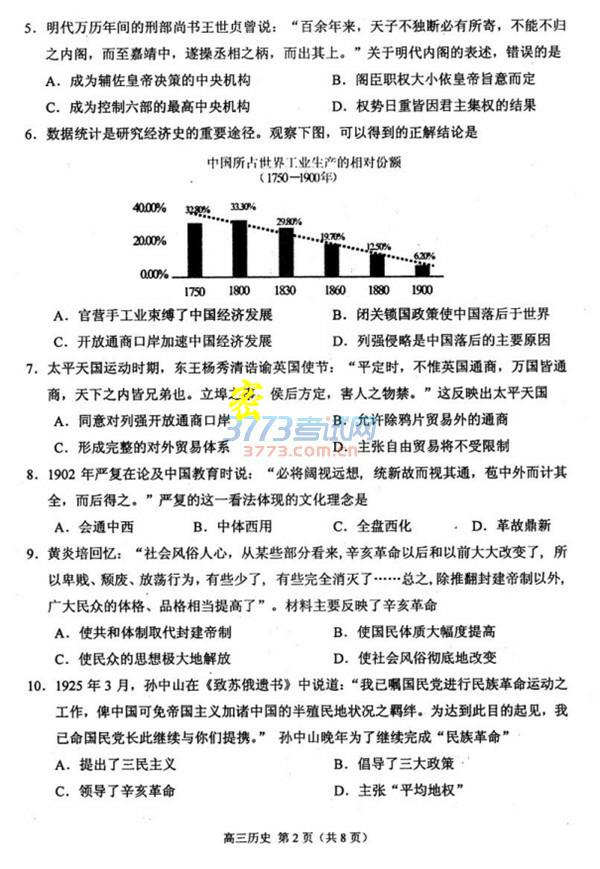 5．明代万历年间的刑部尚书王世贞曾说：“百余年来，天子不独断必有所寄，不能不归
之内阁，而至嘉靖中，遂操丞相之柄，而出其上。”关于明代内阁的表述，错误的是
A．成为辅佐皇帝决策的中央机构 B．阁臣职权大小依皇帝旨意而定
C．成为控制六部的最高中央机构 D．权势日重皆因君主集权的结果
6．数据统计是研究经济史的重要途径。观察下图，可以得到的正解结论是
中国所占世界工业生产的相对份额
（1750—1900年）
40.00%
20.00%
0.00%
32.80% 33.30% 29.80% 19.70% 12.50% 6.20%
1750 1800 1830 1860 1880 1900
A．官营手工业束缚了中国经济发展 B．闭关锁国政策使中国落后于世界
C．开放通商口岸加速中国经济发展 D．列强侵略是中国落后的主要原因
7．太平天国运动时期，东王杨秀清诰谕英国使节：“平定时，不惟英国通商，万国皆通
商，天下之内皆兄弟也。立埠之 侯后方定，害人之物禁。”这反映出太平天国
密
A．同意对列强开放通商口岸 B．允许除鸦片贸易外的通商
3773考试网
C．形成完整的对外贸易体系 D．主张自由贸易将不受限制
3773.com.cn
8．1902 年严复在论及中国教育时说：“必将阔视远想，统新故而视其通，苞中外而计其
全，而后得之。”严复的这一看法体现的文化理念是
A．会通中西 B．中体西用 C．全盘西化 D．革故鼎新
9．黄炎培回忆：“社会风俗人心，从某些部分看来,辛亥革命以后和以前大大改变了，所
以卑贱、颓废、放荡行为，有些少了，有些完全消灭了……总之,除推翻封建帝制以外,
广大民众的体格、品格相当提高了”。材料主要反映了辛亥革命
A．使共和体制取代封建帝制 B．使国民体质大幅度提高
C．使民众的思想极大地解放 D．使社会风俗彻底地改变
10．1925 年 3 月，孙中山在《致苏俄遗书》中说道：“我已嘱国民党进行民族革命运动之
工作，俾中国可免帝国主义加诸中国的半殖民地状况之羁绊。为达到此目的起见，我
已命国民党长此继续与你们提携。” 孙中山晚年为了继续完成“民族革命”
A．提出了三民主义 B．倡导了三大政策
C．领导了辛亥革命 D．主张“平均地权”
高三历史 第 2 页（共 8 页）